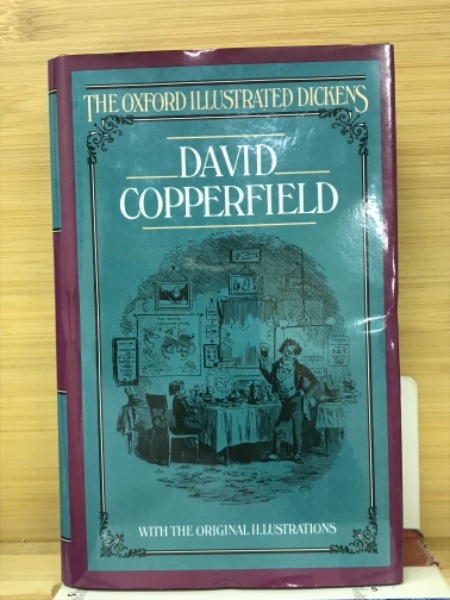 THE OXFORD ILLUSTRATED DICKENS
DAVID
COPPERFIELD
WITH THE ORIGINAL ILLUSTRATIONS